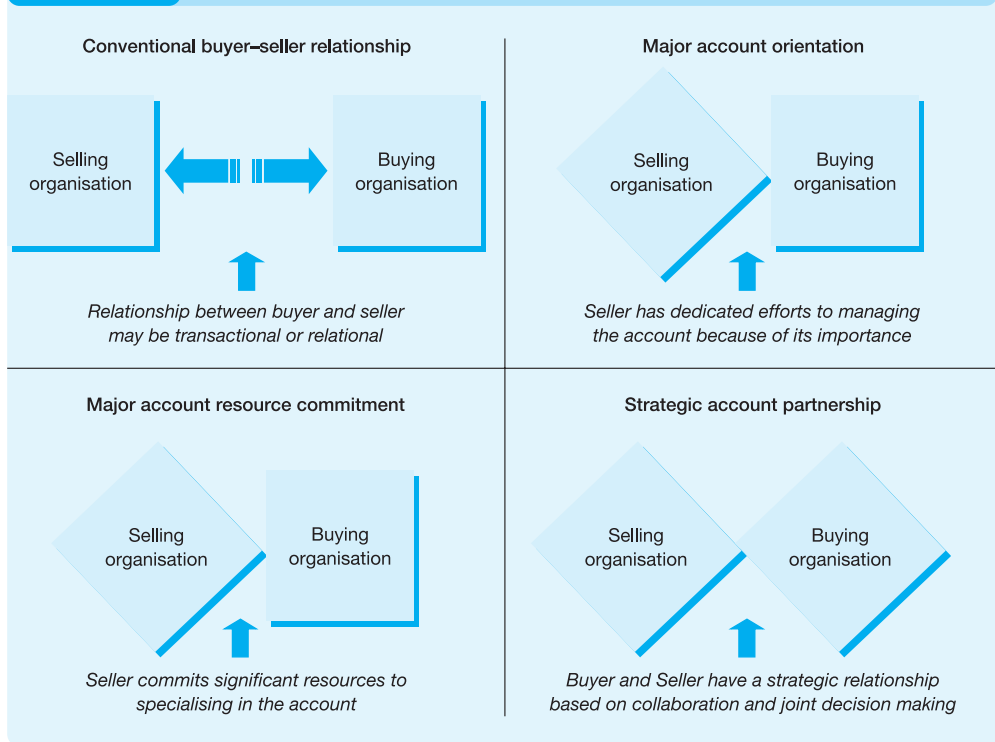 Conventional buyer–seller relationship
Selling
organisation
Buying
organisation
Relationship between buyer and seller
may be transactional or relational
Major account orientation
Selling
organisation
Buying
organisation
Seller has dedicated efforts to managing
the account because of its importance
Major account resource commitment
Selling
organisation
Buying
organisation
Seller commits significant resources to
specialising in the account
Strategic account partnership
Selling
organisation
Buying
organisation
Buyer and Seller have a strategic relationship
based on collaboration and joint decision making